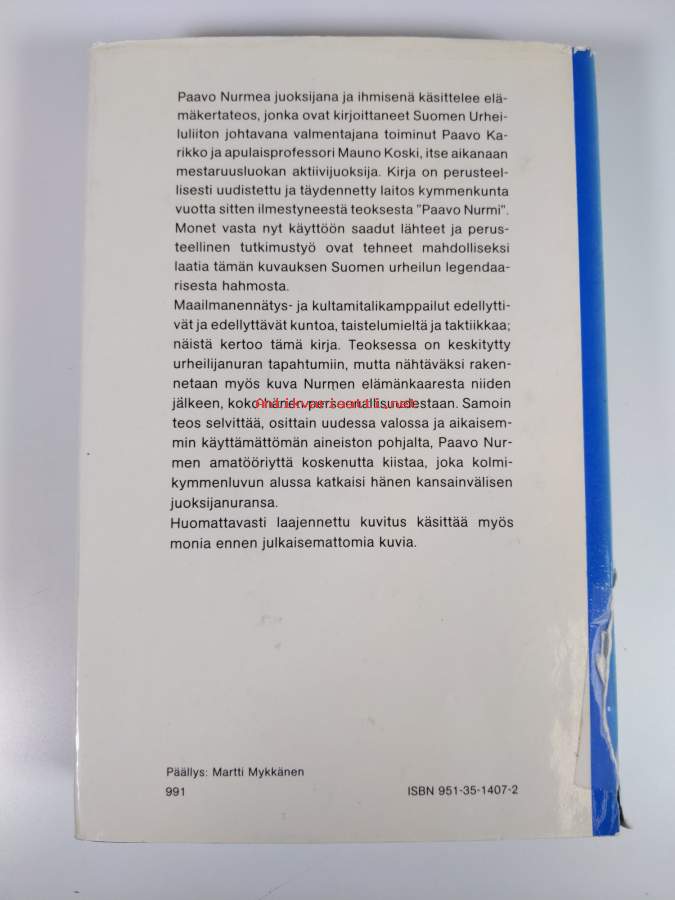 Paavo Nurmea juoksijana ja ihmisenä käsittelee elä-
mäkertateos, jonka ovat kirjoittaneet Suomen Urhei-
luliiton johtavana valmentajana toiminut Paavo Ka-
rikko ja apulaisprofessori Mauno Koski, itse aikanaan
mestaruusluokan aktiivijuoksija. Kirja on perusteel-
lisesti uudistettu ja täydennetty laitos kymmenkunta
vuotta sitten ilmestyneestä teoksesta "Paavo Nurmi".
Monet vasta nyt käyttöön saadut lähteet ja perus-
teellinen tutkimustyö ovat tehneet mahdolliseksi
laatia tämän kuvauksen Suomen urheilun legendaa-
risesta hahmosta.
Maailmanennätys- ja kultamitalikamppailut edellytti-
vät ja edellyttävät kuntoa, taistelumieltä ja taktiikkaa;
näistä kertoo tämä kirja. Teoksessa on keskitytty
urheilijanuran tapahtumiin, mutta nähtäväksi raken-
netaan myös kuva Nurmen elämänkaaresta niiden
jälkeen, koko hänen persoonallisuudestaan. Samoin
teos selvittää, osittain uudessa valossa ja aikaisem-
min käyttämättömän aineiston pohjalta, Paavo Nur-
men amatööriyttä koskenutta kiistaa, joka kolmi-
kymmenluvun alussa katkaisi hänen kansainvälisen
juoksijanuransa.
Huomattavasti laajennettu kuvitus käsittää myös
monia ennen julkaisemattomia kuvia.
Päällys: Martti Mykkänen
991
ISBN 951-35-1407-2